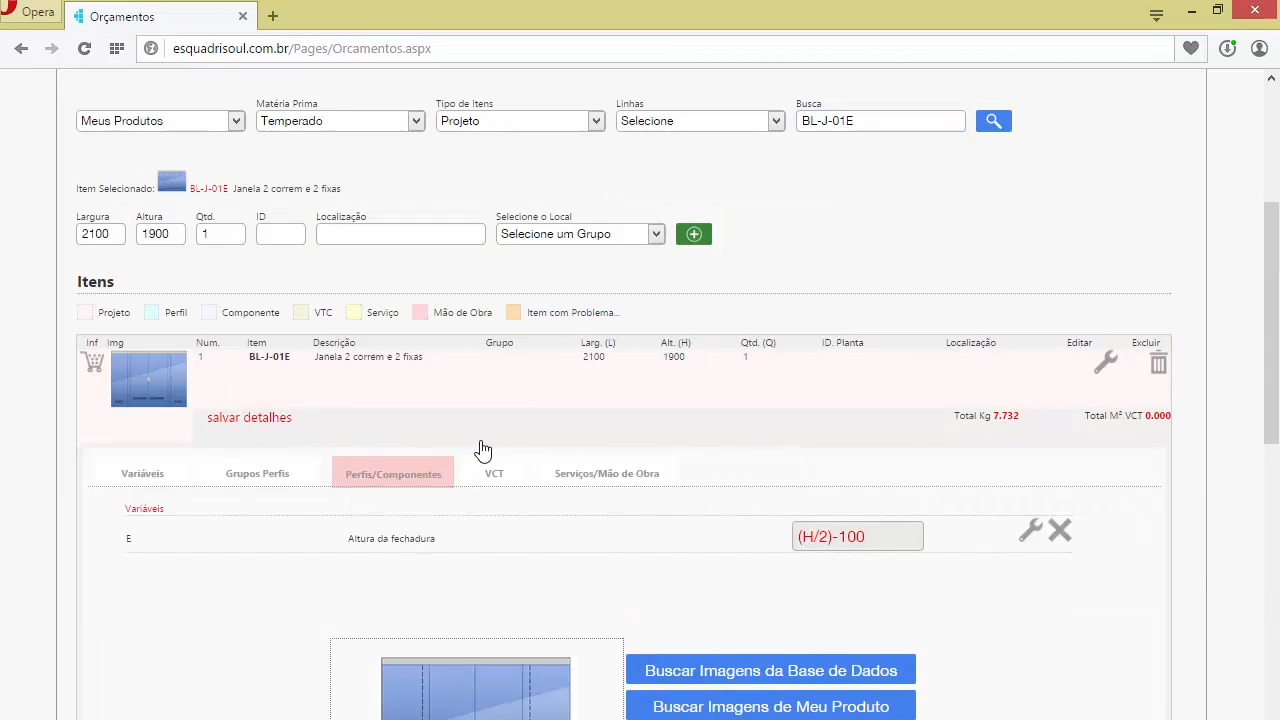 Opera
Orçamentos
esquadrisoul.com.br/Pages/Orcamentos.aspx
Matéria Prima Tipo de Itens Linhas Busca
Meus Produtos Temperado Projeto Selecione BL-J-01E
Item Selecionado: BL-J-01E Janela 2 correm e 2 fixas
Largura Altura Qtd. ID Localização Selecione o Local
2100 1900 1 Selecione um Grupo
Itens
Projeto Perfil Componente VTC Serviço Mão de Obra Item com Problema...
Inf Img Num. Item Descrição Grupo Larg. (L) Alt. (H) Qtd. (Q) ID. Planta Localização Editar Excluir
1 BL-J-01E Janela 2 correm e 2 fixas 2100 1900 1
salvar detalhes Total Kg 7.732 Total M² VCT 0.000
Variáveis Grupos Perfis Perfis/Componentes VCT Serviços/Mão de Obra
Variáveis
E Altura da fechadura (H/2)-100
Buscar Imagens da Base de Dados
Buscar Imagens de Meu Produto